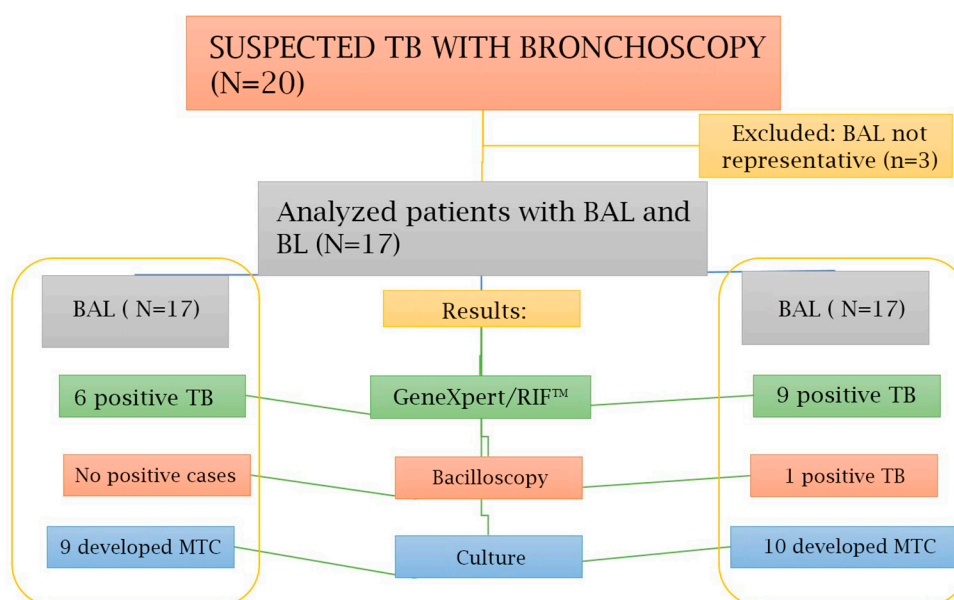 SUSPECTED TB WITH BRONCHOSCOPY
(N=20)
Excluded: BAL not
representative (n=3)
Analyzed patients with BAL and
BL (N=17)
BAL ( N=17)
Results:
BAL ( N=17)
6 positive TB
GeneXpert/RIF™
9 positive TB
No positive cases
Bacilloscopy
1 positive TB
9 developed MTC
Culture
10 developed MTC